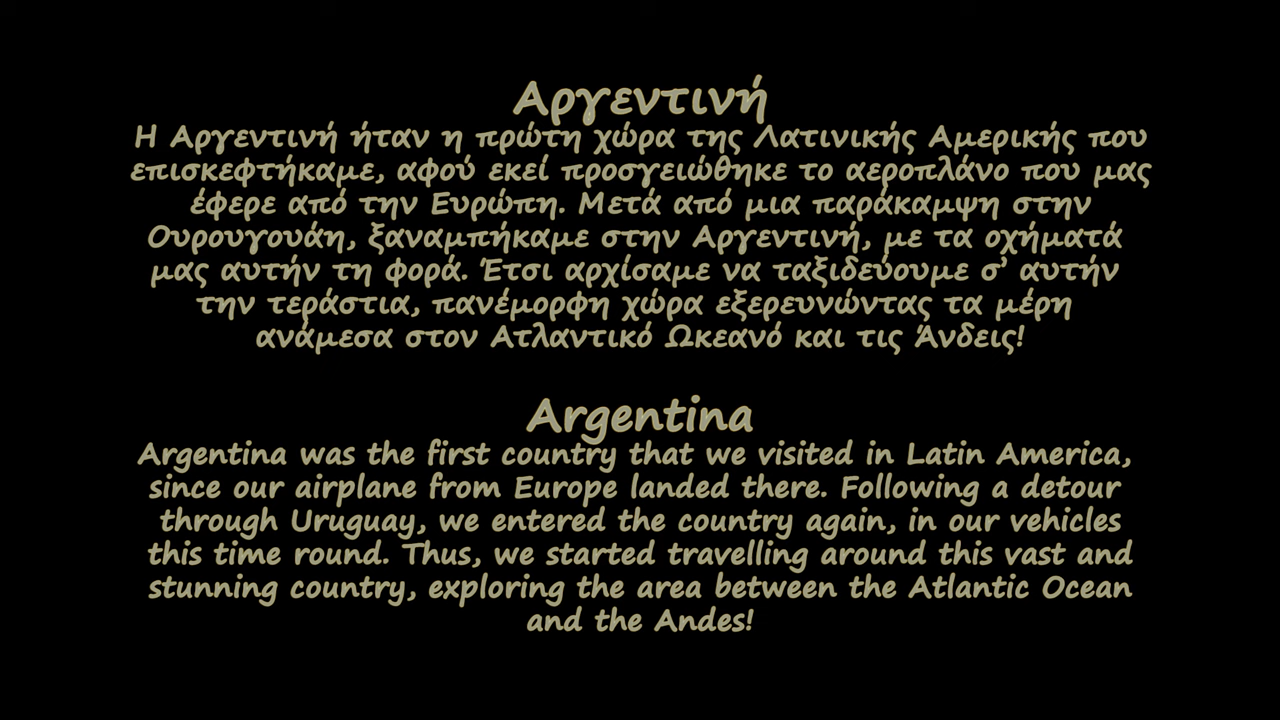 Αργεντινή
Η Αργεντινή ήταν η πρώτη χώρα της Λατινικής Αμερικής που
επισκεφτήκαμε, αφού εκεί προσγειώθηκε το αεροπλάνο που μας
έφερε από την Ευρώπη. Μετά από μια παράκαμψη στην
Ουρουγουάη, ξαναμπήκαμε στην Αργεντινή, με τα οχήματά
μας αυτήν τη φορά. Έτσι αρχίσαμε να ταξιδεύουμε σ' αυτήν
την τεράστια, πανέμορφη χώρα εξερευνώντας τα μέρη
ανάμεσα στον Ατλαντικό Ωκεανό και τις Άνδεις!
Argentina
Argentina was the first country that we visited in Latin America,
since our airplane from Europe landed there. Following a detour
through Uruguay, we entered the country again, in our vehicles
this time round. Thus, we started travelling around this vast and
stunning country, exploring the area between the Atlantic Ocean
and the Andes!